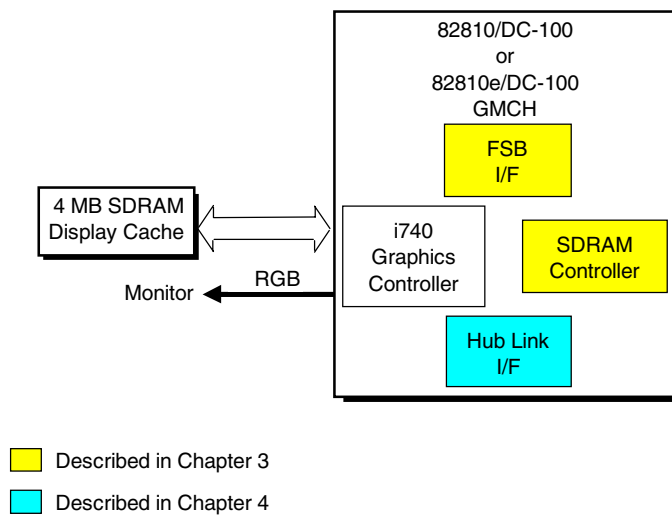 82810/DC-100
or
82810e/DC-100
GMCH
FSB
I/F
4 MB SDRAM
Display Cache
i740
Graphics
Controller
SDRAM
Controller
RGB
Monitor
Hub Link
I/F
Described in Chapter 3
Described in Chapter 4